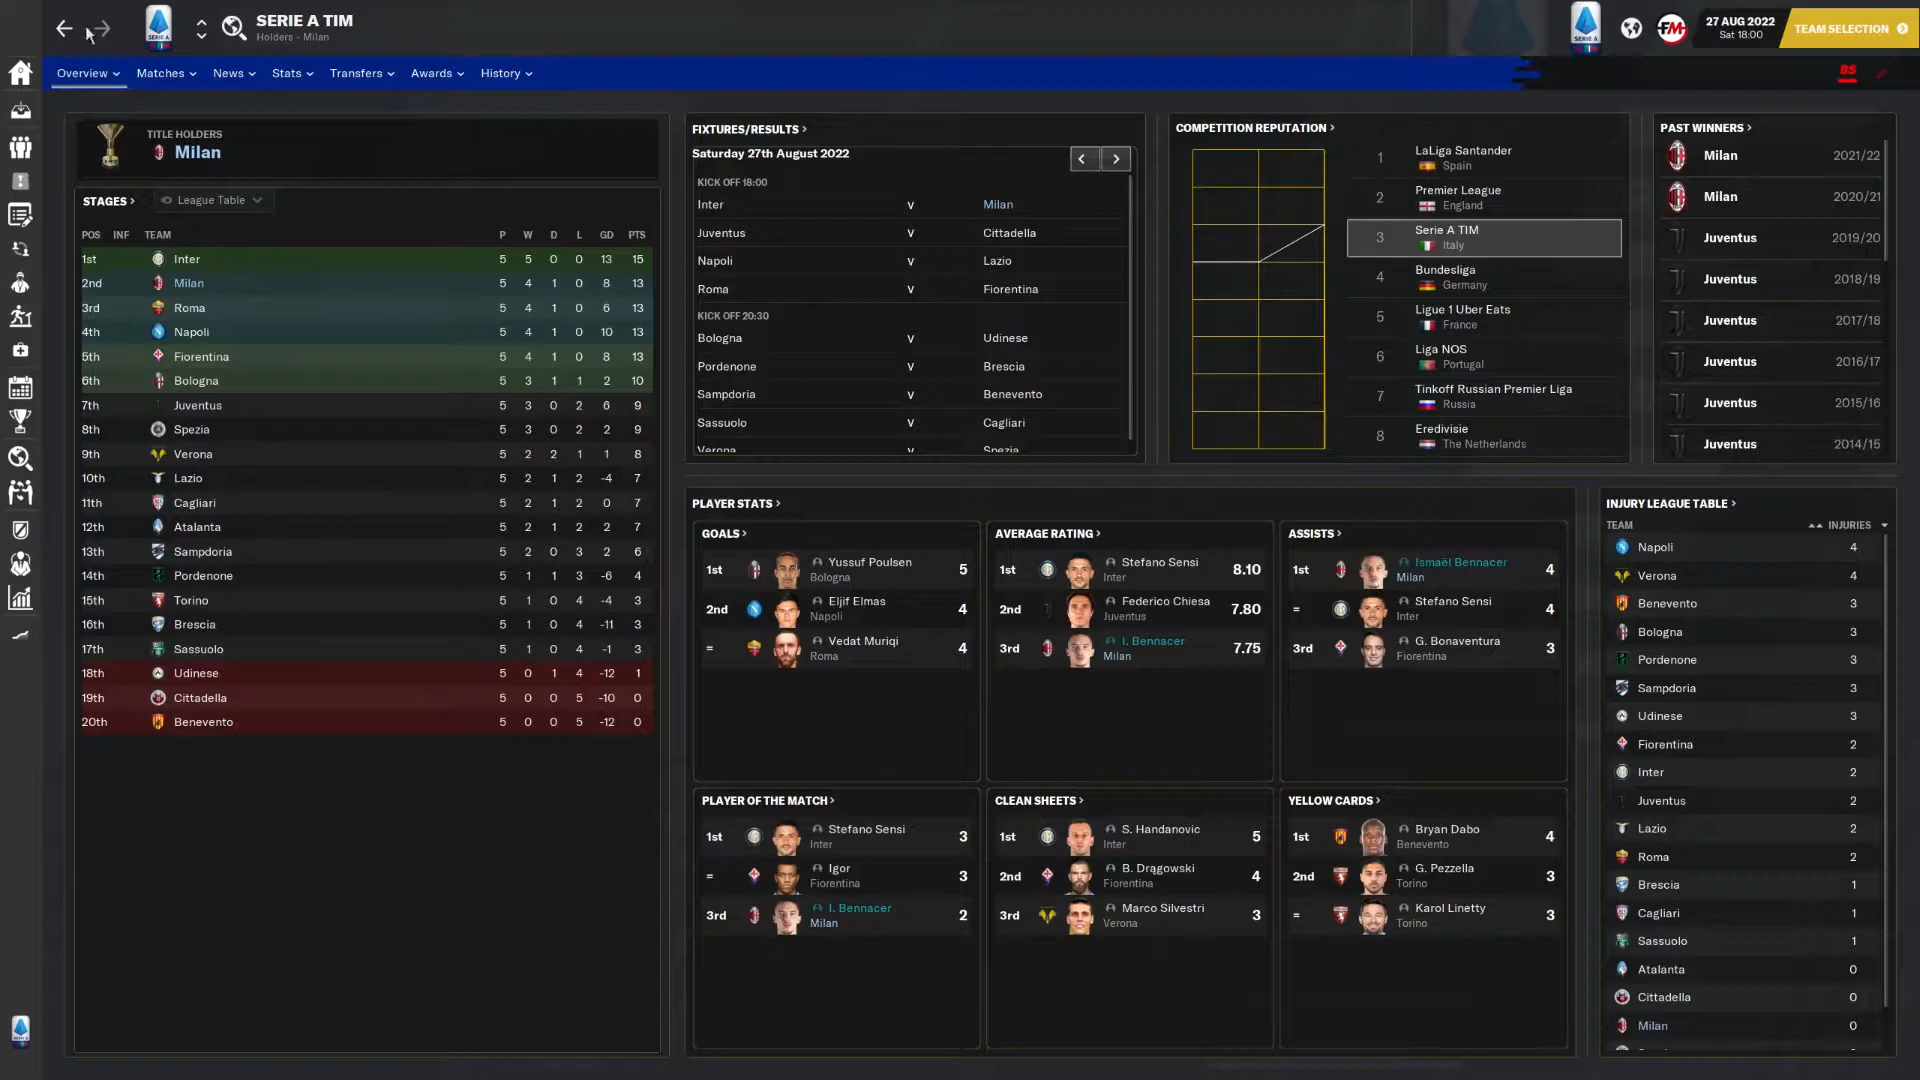 SERIE A TIM
Holders - Milan
27 AUG 2022
Sat 18:00
TEAM SELECTION
Overview Matches News Stats Transfers Awards History
TITLE HOLDERS
Milan
STAGES > League Table
POS INF TEAM P W D L GD PTS
1st Inter 5 5 0 0 13 15
2nd Milan 5 4 1 0 8 13
3rd Roma 5 4 1 0 6 13
4th Napoli 5 4 1 0 10 13
5th Fiorentina 5 4 1 0 8 13
6th Bologna 5 3 1 1 2 10
7th Juventus 5 3 0 2 6 9
8th Spezia 5 3 0 2 2 9
9th Verona 5 2 2 1 1 8
10th Lazio 5 2 1 2 -4 7
11th Cagliari 5 2 1 2 0 7
12th Atalanta 5 2 1 2 2 7
13th Sampdoria 5 2 0 3 2 6
14th Pordenone 5 1 1 3 -6 4
15th Torino 5 1 0 4 -4 3
16th Brescia 5 1 0 4 -11 3
17th Sassuolo 5 1 0 4 -1 3
18th Udinese 5 0 1 4 -12 1
19th Cittadella 5 0 0 5 -10 0
20th Benevento 5 0 0 5 -12 0
FIXTURES/RESULTS >
Saturday 27th August 2022
KICK OFF 18:00
Inter v Milan
Juventus v Cittadella
Napoli v Lazio
Roma v Fiorentina
KICK OFF 20:30
Bologna v Udinese
Pordenone v Brescia
Sampdoria v Benevento
Sassuolo v Cagliari
Verona v Spezia
COMPETITION REPUTATION >
1 LaLiga Santander
Spain
2 Premier League
England
3 Serie A TIM
Italy
4 Bundesliga
Germany
5 Ligue 1 Uber Eats
France
6 Liga NOS
Portugal
7 Tinkoff Russian Premier Liga
Russia
8 Eredivisie
The Netherlands
PAST WINNERS >
Milan 2021/22
Milan 2020/21
Juventus 2019/20
Juventus 2018/19
Juventus 2017/18
Juventus 2016/17
Juventus 2015/16
Juventus 2014/15
PLAYER STATS >
GOALS >
1st Yussuf Poulsen 5
Bologna
2nd Eljif Elmas 4
Napoli
= Vedat Muriqi 4
Roma
AVERAGE RATING >
1st Stefano Sensi 8.10
Inter
2nd Federico Chiesa 7.80
Juventus
3rd I. Bennacer 7.75
Milan
ASSISTS >
1st Ismaël Bennacer 4
Milan
= Stefano Sensi 4
Inter
3rd G. Bonaventura 3
Fiorentina
PLAYER OF THE MATCH >
1st Stefano Sensi 3
Inter
= Igor 3
Fiorentina
3rd I. Bennacer 2
Milan
CLEAN SHEETS >
1st S. Handanovic 5
Inter
2nd B. Drągowski 4
Fiorentina
3rd Marco Silvestri 3
Verona
YELLOW CARDS >
1st Bryan Dabo 4
Benevento
2nd G. Pezzella 3
Torino
= Karol Linetty 3
Torino
INJURY LEAGUE TABLE >
TEAM INJURIES
Napoli 4
Verona 4
Benevento 3
Bologna 3
Pordenone 3
Sampdoria 3
Udinese 3
Fiorentina 2
Inter 2
Juventus 2
Lazio 2
Roma 2
Brescia 1
Cagliari 1
Sassuolo 1
Atalanta 0
Cittadella 0
Milan 0